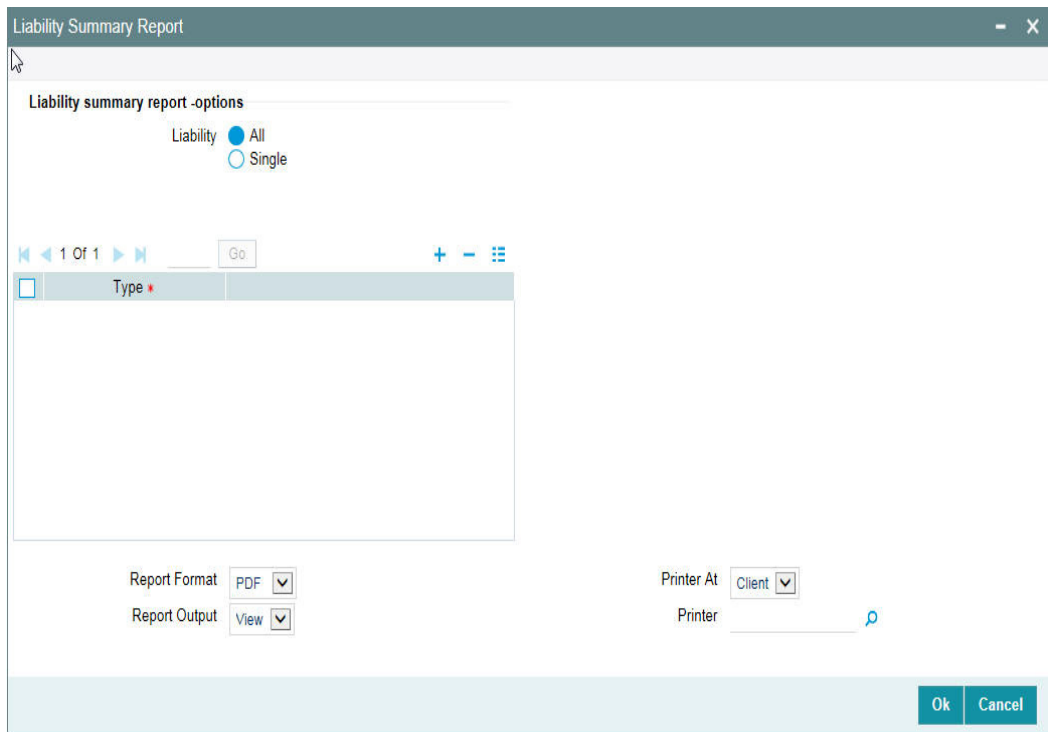 Liability Summary Report
Liability summary report -options
Liability All
Single
1 Of 1 Go
Type *
Report Format PDF
Printer At Client
Report Output View
Printer
Ok Cancel